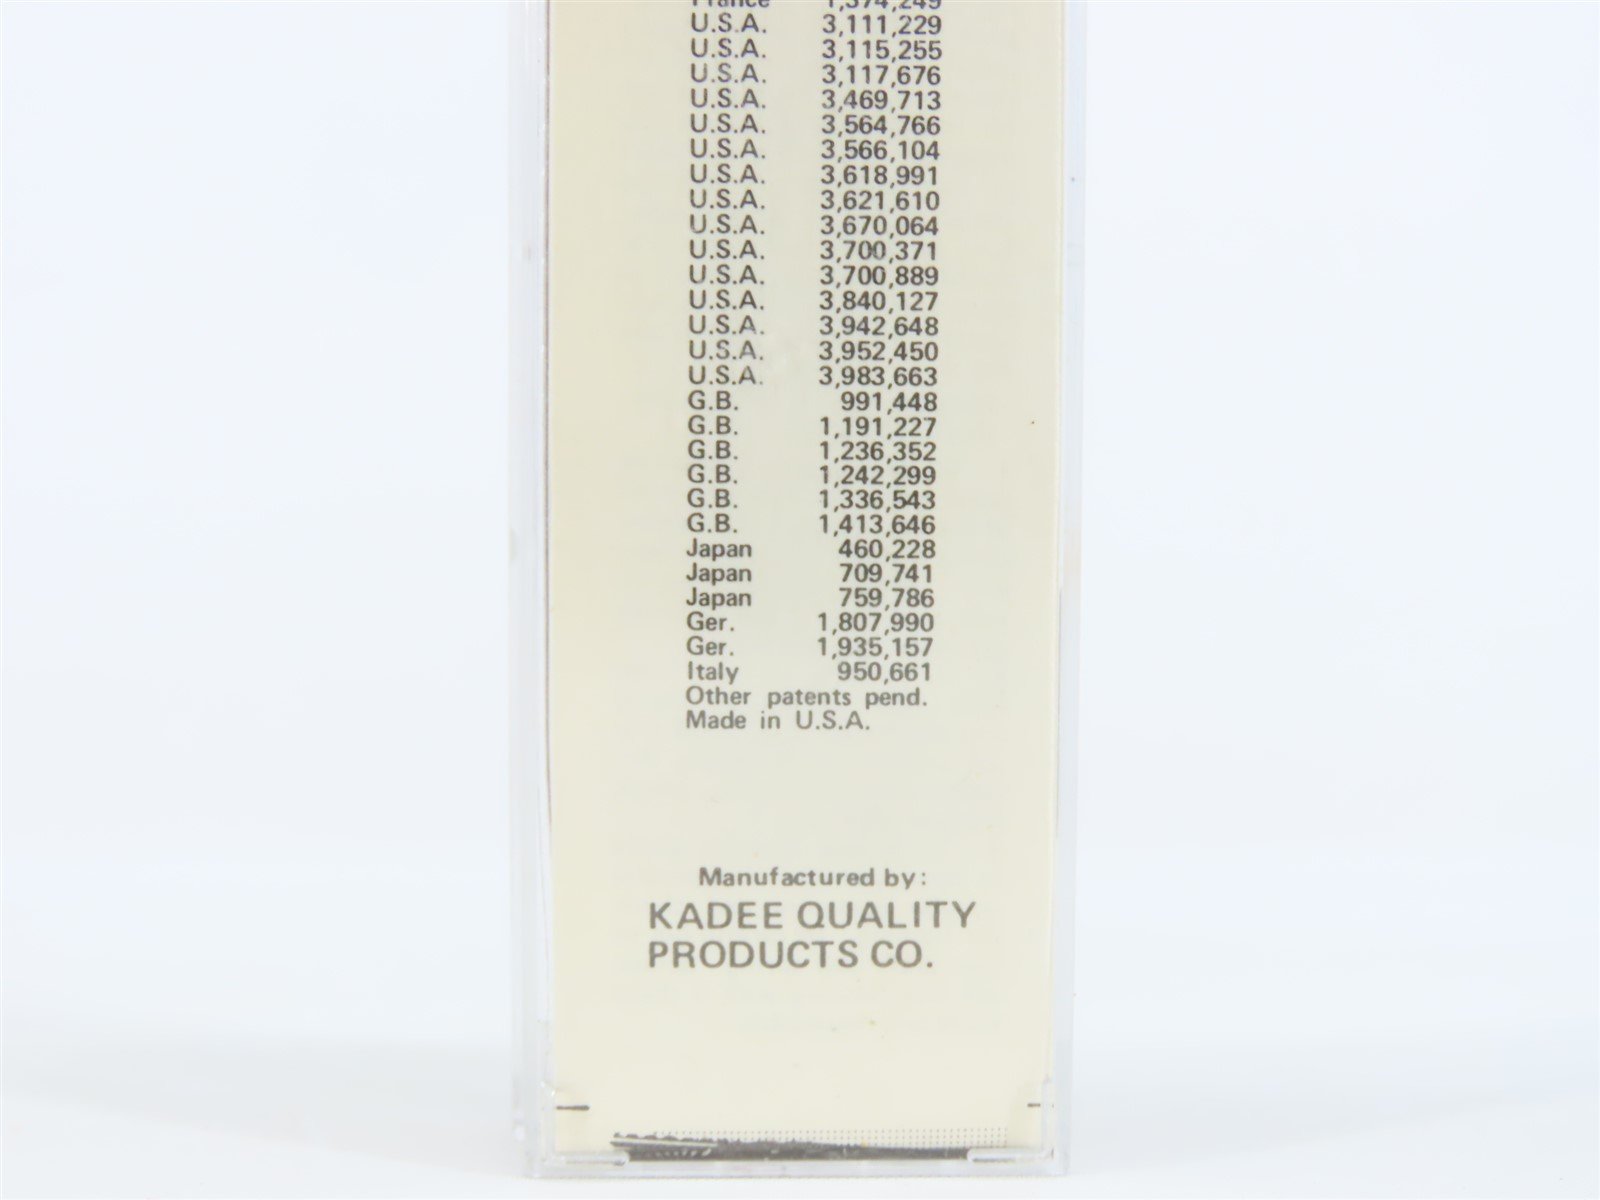 France 1,374,249
U.S.A. 3,111,229
U.S.A. 3,115,255
U.S.A. 3,117,676
U.S.A. 3,469,713
U.S.A. 3,564,766
U.S.A. 3,566,104
U.S.A. 3,618,991
U.S.A. 3,621,610
U.S.A. 3,670,064
U.S.A. 3,700,371
U.S.A. 3,700,889
U.S.A. 3,840,127
U.S.A. 3,942,648
U.S.A. 3,952,450
U.S.A. 3,983,663
G.B. 991,448
G.B. 1,191,227
G.B. 1,236,352
G.B. 1,242,299
G.B. 1,336,543
G.B. 1,413,646
Japan 460,228
Japan 709,741
Japan 759,786
Ger. 1,807,990
Ger. 1,935,157
Italy 950,661
Other patents pend.
Made in U.S.A.
Manufactured by:
KADEE QUALITY
PRODUCTS CO.